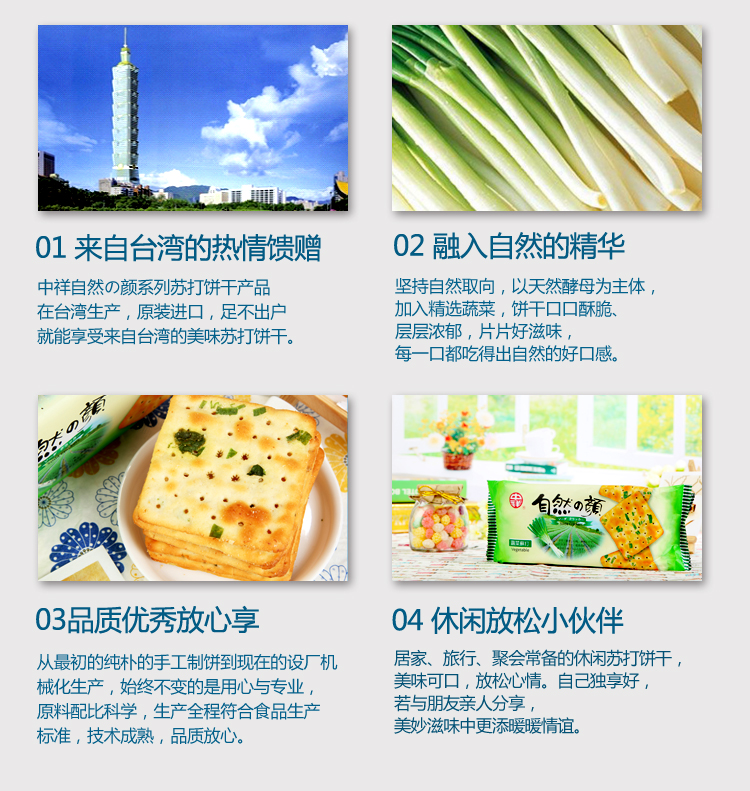 01 来自台湾的热情馈赠
中祥自然の颜系列苏打饼干产品
在台湾生产，原装进口，足不出户
就能享受来自台湾的美味苏打饼干。
02 融入自然的精华
坚持自然取向，以天然酵母为主体，
加入精选蔬菜，饼干口口酥脆、
层层浓郁，片片好滋味，
每一口都吃得出自然的好口感。
然の顏
03品质优秀放心享
从最初的纯朴的手工制饼到现在的设厂机
械化生产，始终不变的是用心与专业，
原料配比科学，生产全程符合食品生产
标准，技术成熟，品质放心。
自然の顏
Vegetable
04 休闲放松小伙伴
居家、旅行、聚会常备的休闲苏打饼干，
美味可口，放松心情。自己独享好，
若与朋友亲人分享，
美妙滋味中更添暖暖情谊。